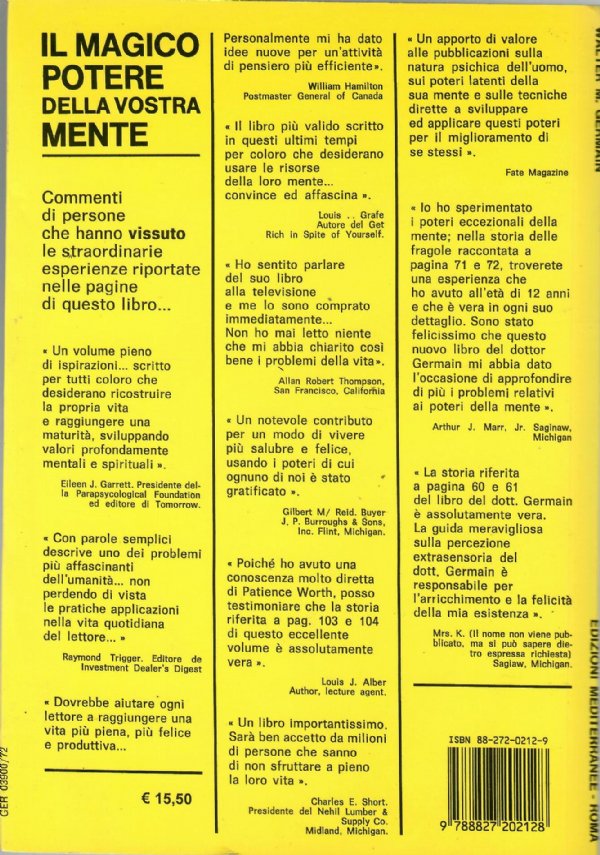 IL MAGICO
POTERE
DELLA VOSTRA
MENTE
Commenti
di persone
che hanno vissuto
le straordinarie
esperienze riportate
nelle pagine
di questo libro...
« Un volume pieno
di ispirazioni... scritto
per tutti coloro che
desiderano ricostruire
la propria vita
e raggiungere una
maturità, sviluppando
valori profondamente
mentali e spirituali ».
Eileen J. Garrett. Presidente del-
la Parapsycological Foundation
ed editore di Tomorrow.
« Con parole semplici
descrive uno dei problemi
più affascinanti
dell'umanità... non
perdendo di vista
le pratiche applicazioni
nella vita quotidiana
del lettore... »
Raymond Trigger. Editore de
Investment Dealer's Digest
« Dovrebbe aiutare ogni
lettore a raggiungere una
vita più piena, più felice
e produttiva...
€ 15,50
GER 03900/72
Personalmente mi ha dato
idee nuove per un'attività
di pensiero più efficiente».
William Hamilton
Postmaster General of Canada
« Il libro più valido scritto
in questi ultimi tempi
per coloro che desiderano
usare le risorse
della loro mente...
convince ed affascina ».
Louis .. Grafe
Autore del Get
Rich in Spite of Yourself.
« Ho sentito parlare
del suo libro
alla televisione
e me lo sono comprato
immediatamente...
Non ho mai letto niente
che mi abbia chiarito così
bene i problemi della vita».
Allan Robert Thompson,
San Francisco, California
« Un notevole contributo
per un modo di vivere
più salubre e felice,
usando i poteri di cui
ognuno di noi è stato
gratificato ».
Gilbert M/ Reid. Buyer
J. P. Burroughs & Sons,
Inc. Flint, Michigan.
« Poiché ho avuto una
conoscenza molto diretta
di Patience Worth, posso
testimoniare che la storia
riferita a pag. 103 e 104
di questo eccellente
volume è assolutamente
vera ».
Louis J. Alber
Author, lecture agent.
« Un libro importantissimo.
Sarà ben accetto da milioni
di persone che sanno
di non sfruttare a pieno
la loro vita ».
Charles E. Short.
Presidente del Nehil Lumber &
Supply Co.
Midland, Michigan.
« Un apporto di valore
alle pubblicazioni sulla
natura psichica dell'uomo,
sui poteri latenti della
sua mente e sulle tecniche
dirette a sviluppare
ed applicare questi poteri
per il miglioramento di
se stessi ».
Fate Magazine
« Io ho sperimentato
i poteri eccezionali della
mente; nella storia delle
fragole raccontata a
pagina 71 e 72, troverete
una esperienza che
ho avuto all'età di 12 anni
e che è vera in ogni suo
dettaglio. Sono stato
felicissimo che questo
nuovo libro del dottor
Germain mi abbia dato
l'occasione di approfondire
di più i problemi relativi
ai poteri della mente ».
Arthur J. Marr, Jr. Saginaw,
Michigan
« La storia riferita
a pagina 60 e 61
del libro del dott. Germain
è assolutamente vera.
La guida meravigliosa
sulla percezione
extrasensoria del
dott. Germain è
responsabile per
l'arricchimento e la felicità
della mia esistenza ».
Mrs. K. (Il nome non viene pub-
blicato, ma si può sapere die-
tro espressa richiesta)
Sagiaw, Michigan.
ISBN 88-272-0212-9
9 788827 202128
WALTER M. GERMAIN
EDIZIONI MEDITERRANEE - ROMA